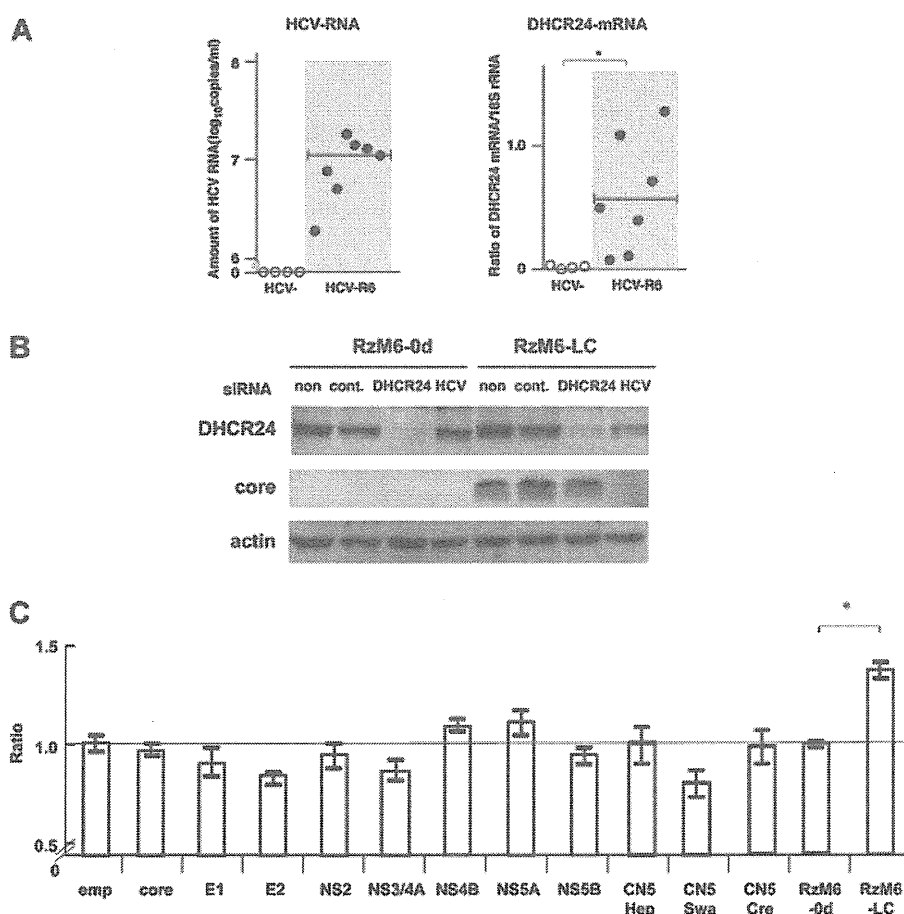 A
HCV-RNA
DHCR24-mRNA
Amount of HCV RNA(log10copies/ml)
8
7
6
0
HCV-
HCV-R6
*
Ratio of DHCR24 mRNA/18S rRNA
1.0
0
HCV-
HCV-R6
B
RzM6-0d
RzM6-LC
siRNA
non cont. DHCR24 HCV non cont. DHCR24 HCV
DHCR24
core
actin
C
*
Ratio
1.5
1.0
0.5
0
emp core E1 E2 NS2 NS3/4A NS4B NS5A NS5B CN5 Hep CN5 Swa CN5 Cre RzM6 -0d RzM6 -LC